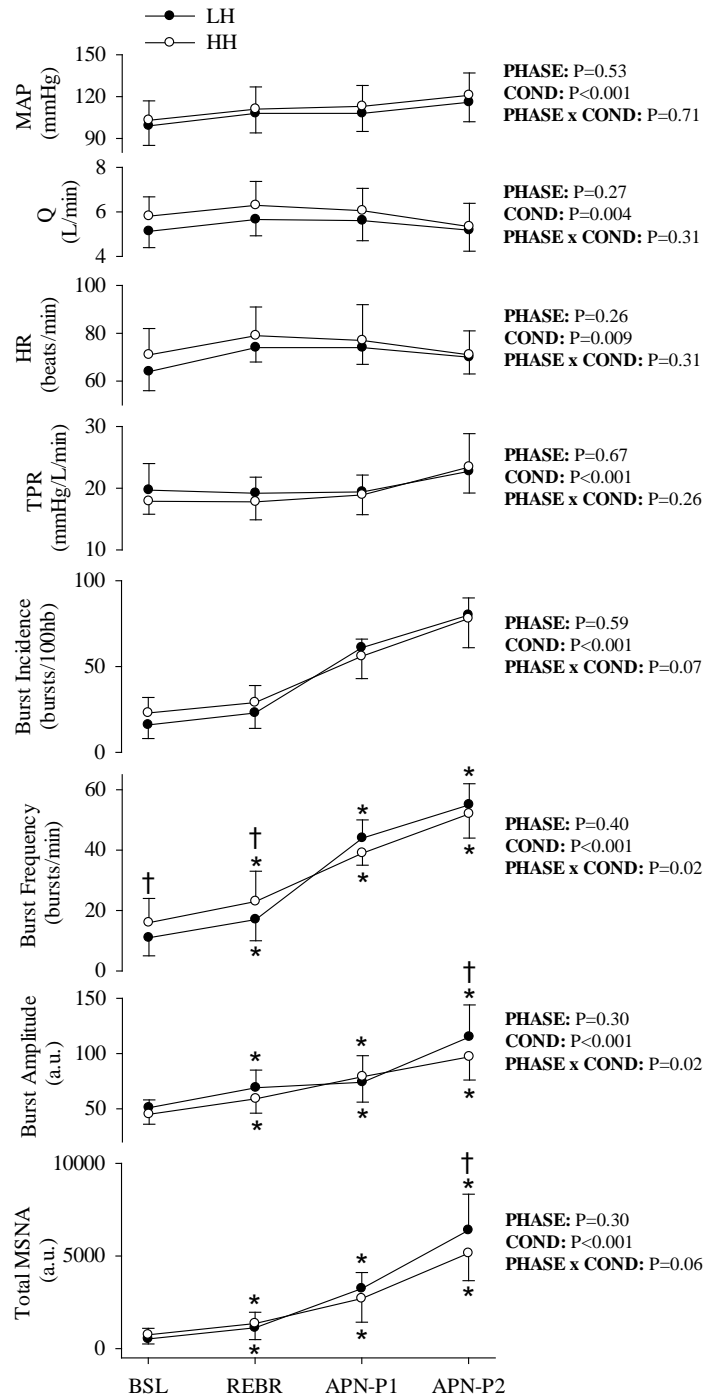 LH
HH
MAP
(mmHg)
150
120
90
PHASE: P=0.53
COND: P<0.001
PHASE x COND: P=0.71
Q
(L/min)
8
6
4
PHASE: P=0.27
COND: P=0.004
PHASE x COND: P=0.31
HR
(beats/min)
100
80
60
PHASE: P=0.26
COND: P=0.009
PHASE x COND: P=0.31
TPR
(mmHg/L/min)
30
20
10
PHASE: P=0.67
COND: P<0.001
PHASE x COND: P=0.26
Burst Incidence
(bursts/100hb)
100
50
0
PHASE: P=0.59
COND: P<0.001
PHASE x COND: P=0.07
Burst Frequency
(bursts/min)
60
40
20
0
† † * * * * * *
PHASE: P=0.40
COND: P<0.001
PHASE x COND: P=0.02
Burst Amplitude
(a.u.)
150
100
50
* * * * † * *
PHASE: P=0.30
COND: P<0.001
PHASE x COND: P=0.02
Total MSNA
(a.u.)
10000
5000
0
* * * * † * *
PHASE: P=0.30
COND: P<0.001
PHASE x COND: P=0.06
BSL REBR APN-P1 APN-P2